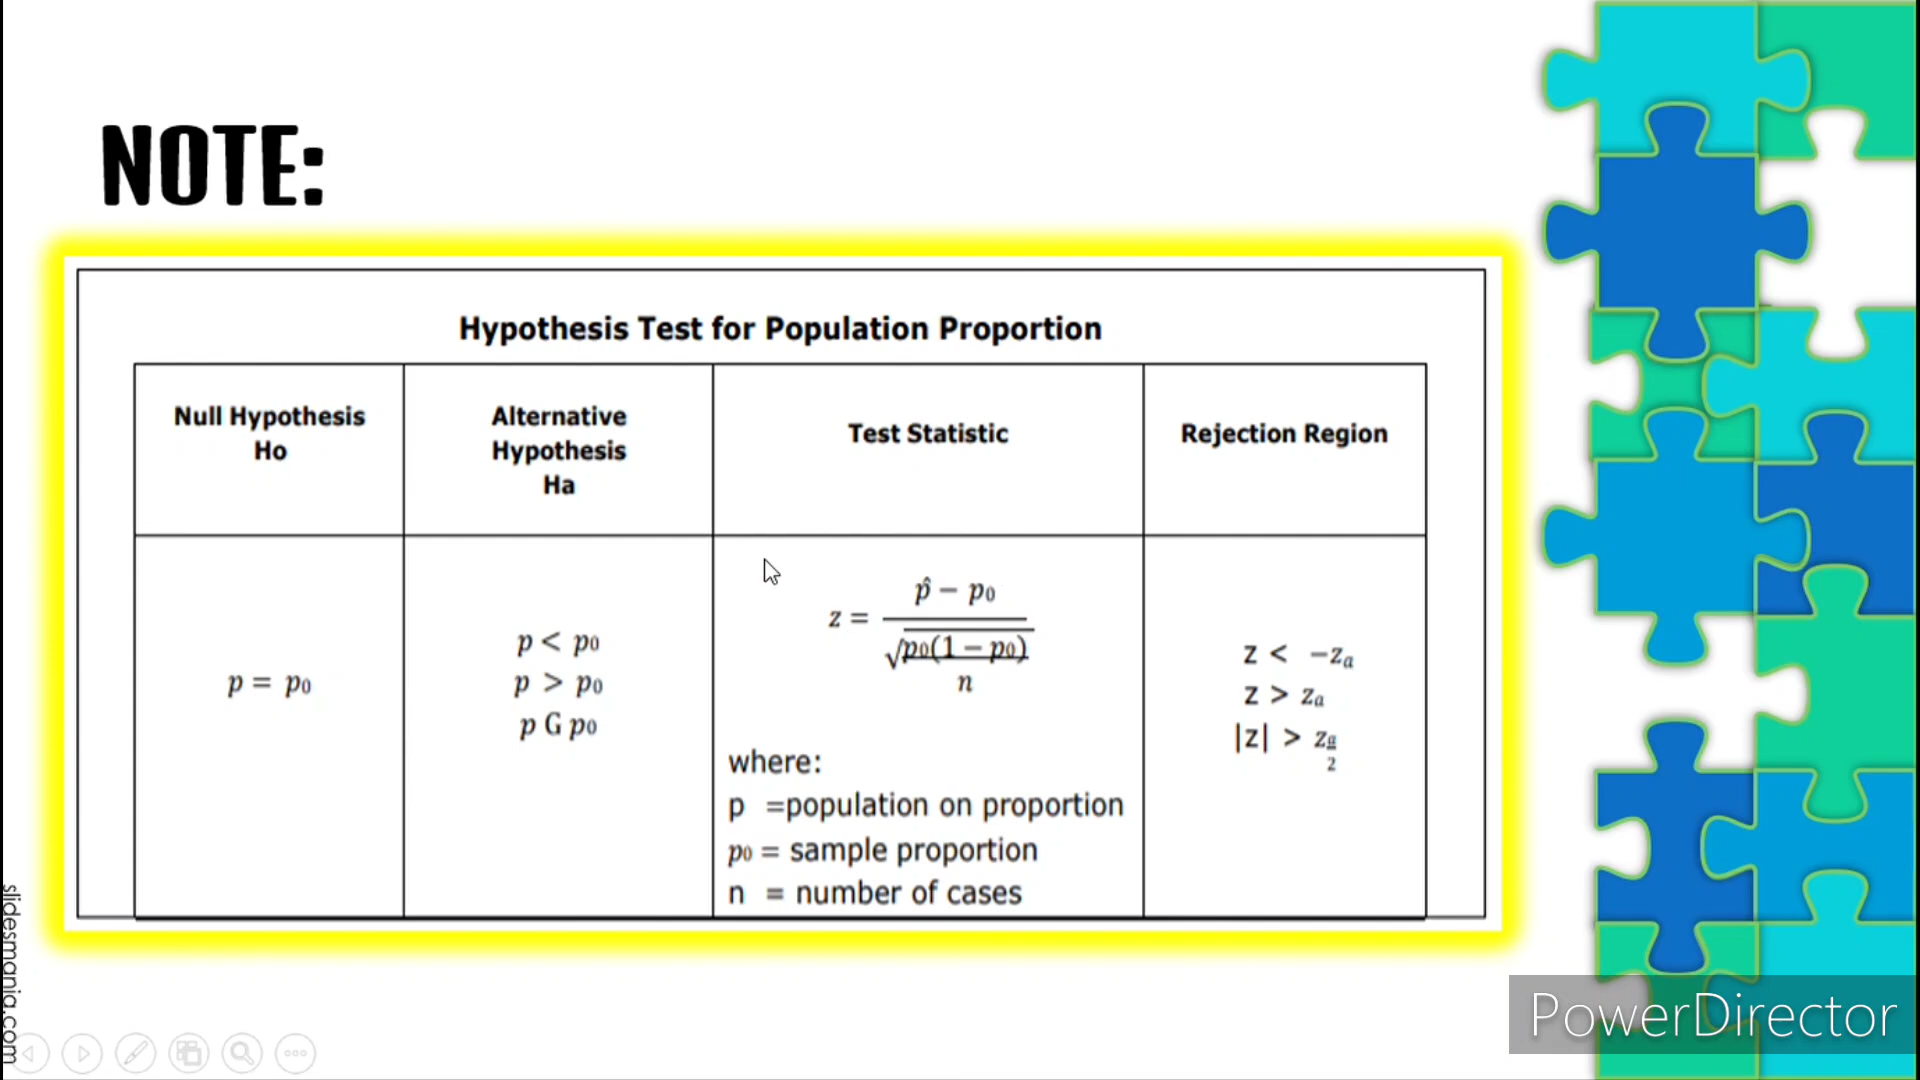 NOTE:
Hypothesis Test for Population Proportion
Null Hypothesis
Ho
Alternative
Hypothesis
Ha
Test Statistic
Rejection Region
p = p0
p < p0
p > p0
p G p0
z = p̂ − p0
√p0(1 − p0)
n
where:
p =population on proportion
p0 = sample proportion
n = number of cases
z < −za
z > za
|z| > za
2
slidesmania.com
PowerDirector